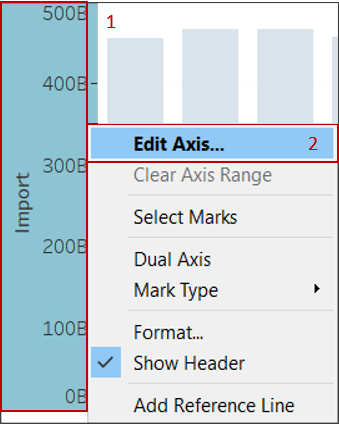 500B
1
400B
Edit Axis... 2
300B
Clear Axis Range
Import
Select Marks
200B
Dual Axis
Mark Type
100B
Format...
Show Header
0B
Add Reference Line